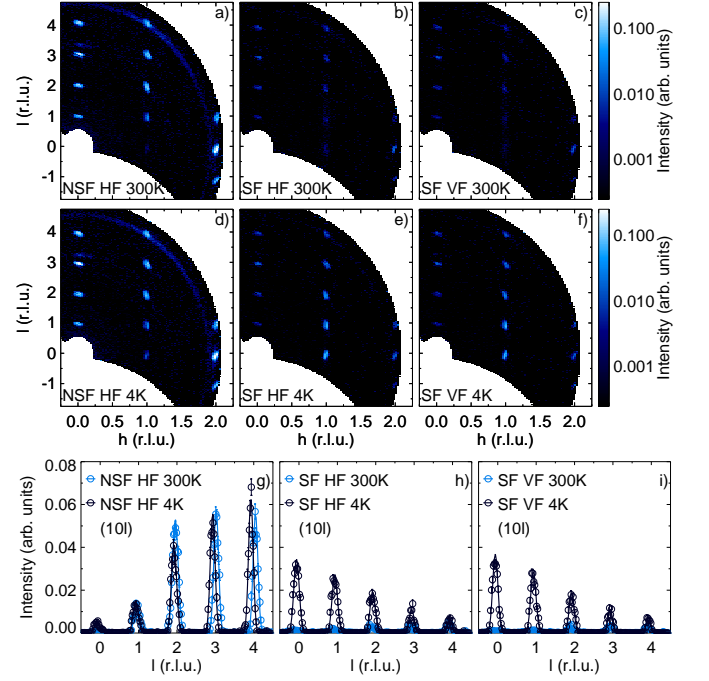 a)
b)
c)
4
3
2
1
0
-1
l (r.l.u.)
NSF HF 300K
SF HF 300K
SF VF 300K
0.100
0.010
0.001
Intensity (arb. units)
d)
e)
f)
4
3
2
1
0
-1
l (r.l.u.)
NSF HF 4K
SF HF 4K
SF VF 4K
0.100
0.010
0.001
Intensity (arb. units)
0.0 0.5 1.0 1.5 2.0
0.0 0.5 1.0 1.5 2.0
0.0 0.5 1.0 1.5 2.0
h (r.l.u.)
h (r.l.u.)
h (r.l.u.)
0.08
0.06
0.04
0.02
0.00
Intensity (arb. units)
NSF HF 300K
g)
NSF HF 4K
(10l)
SF HF 300K
h)
SF HF 4K
(10l)
SF VF 300K
i)
SF VF 4K
(10l)
0 1 2 3 4
0 1 2 3 4
0 1 2 3 4
l (r.l.u.)
l (r.l.u.)
l (r.l.u.)